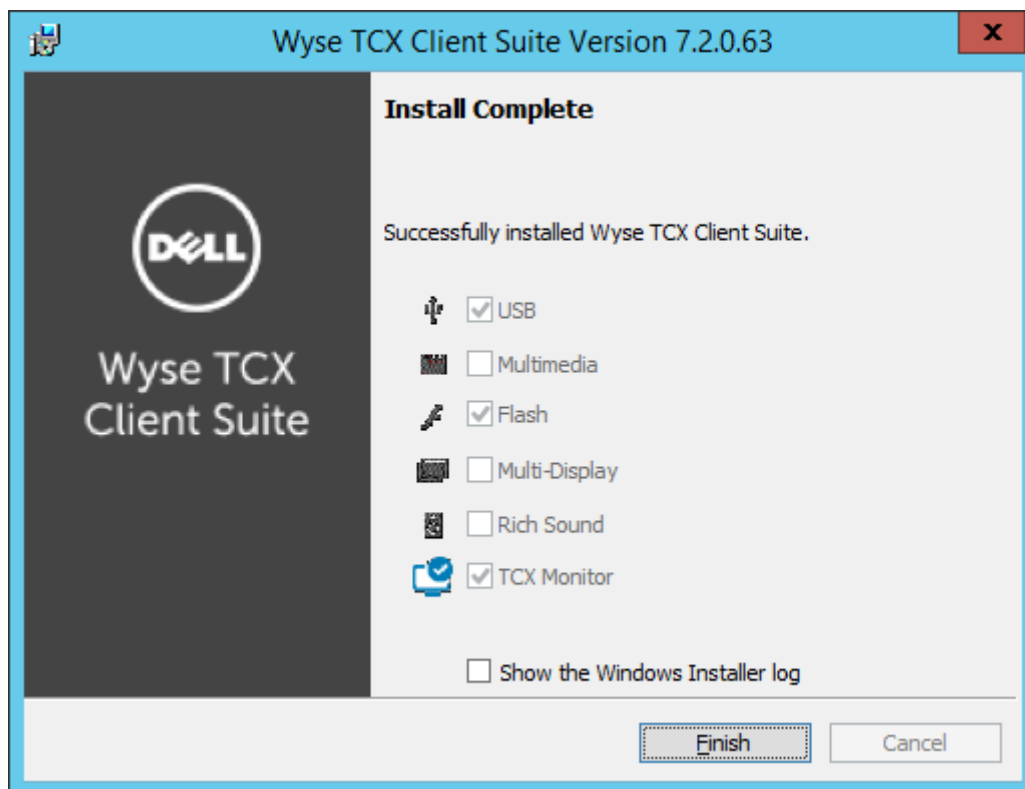 Wyse TCX Client Suite Version 7.2.0.63
x
DELL
Wyse TCX
Client Suite
Install Complete
Successfully installed Wyse TCX Client Suite.
USB
Multimedia
Flash
Multi-Display
Rich Sound
TCX Monitor
Show the Windows Installer log
Finish
Cancel